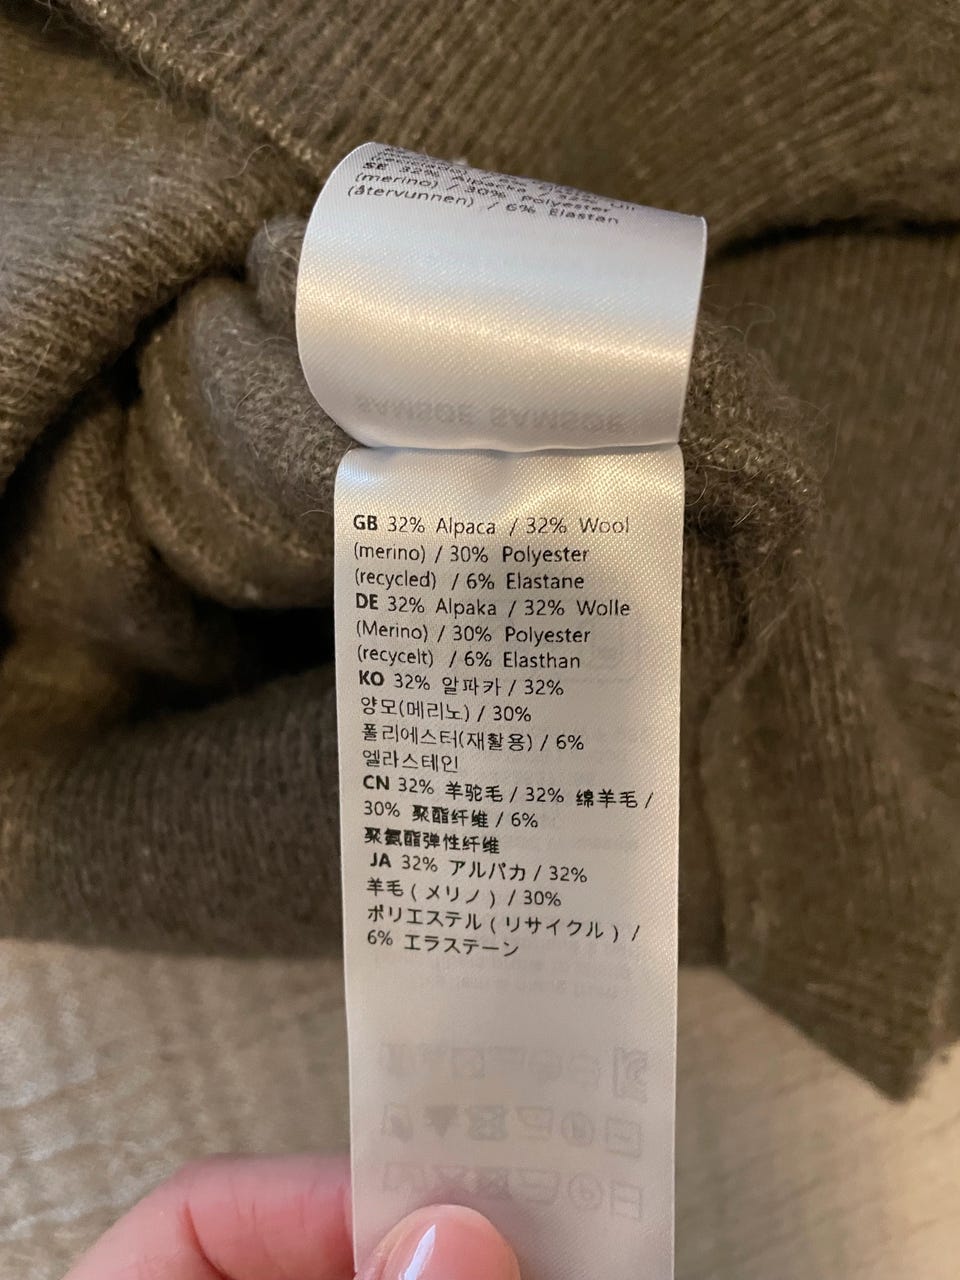 SE 32% Alpacka / 32% Ull
(merino) / 30% polyester
(återvunnen) / 6% Elastan
GB 32% Alpaca / 32% Wool
(merino) / 30% Polyester
(recycled) / 6% Elastane
DE 32% Alpaka / 32% Wolle
(Merino) / 30% Polyester
(recycelt) / 6% Elasthan
KO 32% 알파카 / 32%
양모(메리노) / 30%
폴리에스터(재활용) / 6%
엘라스테인
CN 32% 羊驼毛 / 32% 绵羊毛 /
30% 聚酯纤维 / 6%
聚氨酯弹性纤维
JA 32% アルパカ / 32%
羊毛 ( メリノ ) / 30%
ポリエステル ( リサイクル ) /
6% エラステーン